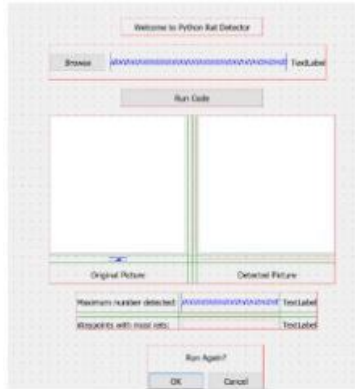 Welcome to Python Rat Detector
Browse TextLabel
Run Code
Original Picture Detected Picture
Maximum number detected: TextLabel
Waypoints with most rats: TextLabel
Run Again?
OK Cancel